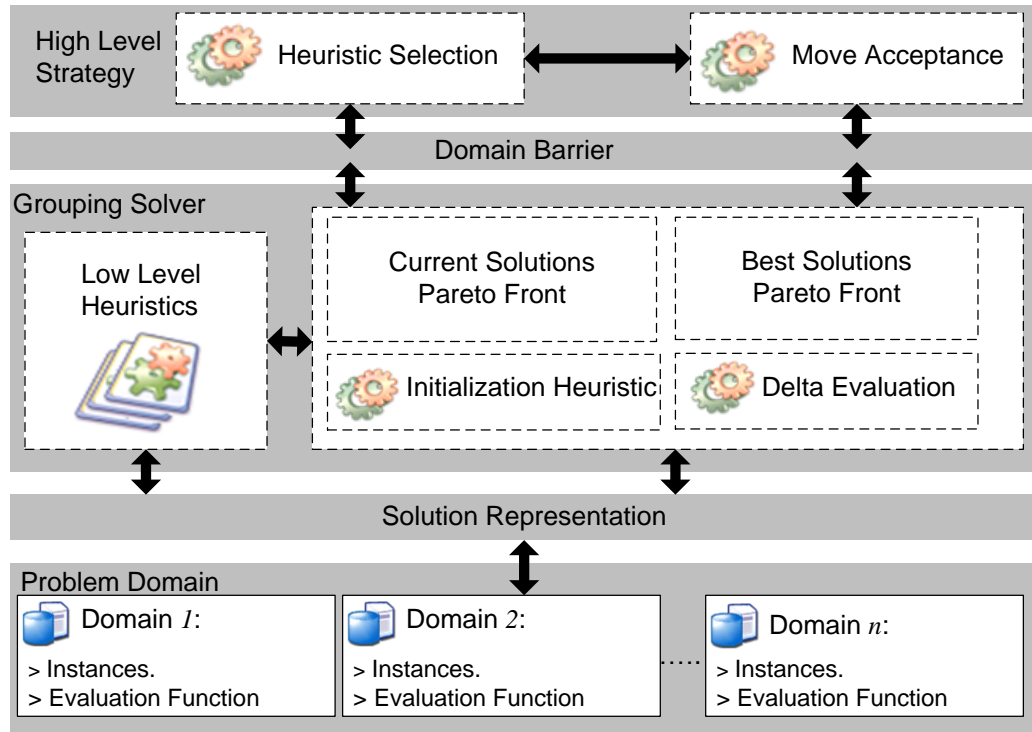 High Level
Strategy
Heuristic Selection
Move Acceptance
Domain Barrier
Grouping Solver
Low Level
Heuristics
Current Solutions
Pareto Front
Best Solutions
Pareto Front
Initialization Heuristic
Delta Evaluation
Solution Representation
Problem Domain
Domain 1:
> Instances.
> Evaluation Function
Domain 2:
> Instances.
> Evaluation Function
.....
Domain n:
> Instances.
> Evaluation Function